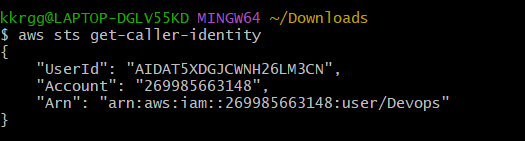 kkrgg@LAPTOP-DGLV55KD MINGW64 ~/Downloads
$ aws sts get-caller-identity
{
    "UserId": "AIDAT5XDGJCWNH26LM3CN",
    "Account": "269985663148",
    "Arn": "arn:aws:iam::269985663148:user/Devops"
}